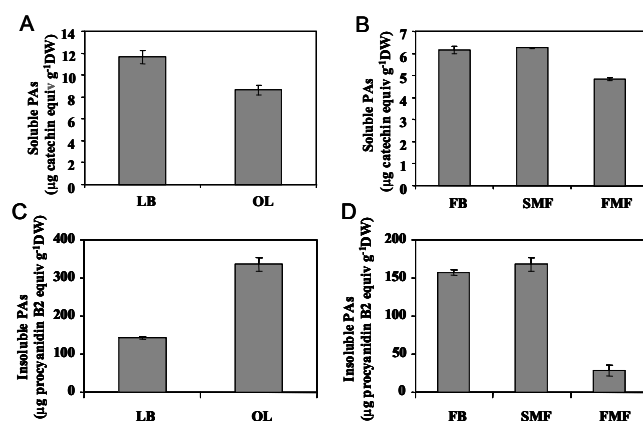 A
Soluble PAs
(µg catechin equiv g-1DW)
14
12
10
8
6
4
2
0
LB OL
B
Soluble PAs
(µg catechin equiv g-1DW)
7
6
5
4
3
2
1
0
FB SMF FMF
C
Insoluble PAs
(µg procyanidin B2 equiv g-1DW)
400
300
200
100
0
LB OL
D
Insoluble PAs
(µg procyanidin B2 equiv g-1DW)
200
150
100
50
0
FB SMF FMF